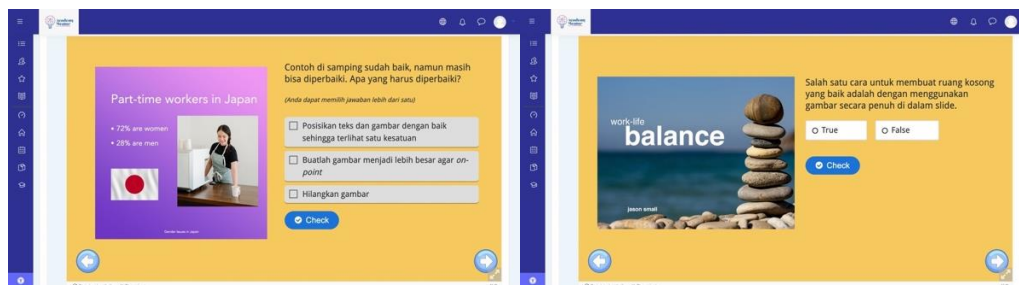 Part-time workers in Japan
• 72% are women
• 28% are men
Gender Issues in Japan
Contoh di samping sudah baik, namun masih
bisa diperbaiki. Apa yang harus diperbaiki?
(Anda dapat memilih jawaban lebih dari satu)
Posisikan teks dan gambar dengan baik
sehingga terlihat satu kesatuan
Buatlah gambar menjadi lebih besar agar on-
point
Hilangkan gambar
Check
work-life
balance
jason small
Salah satu cara untuk membuat ruang kosong
yang baik adalah dengan menggunakan
gambar secara penuh di dalam slide.
True
False
Check